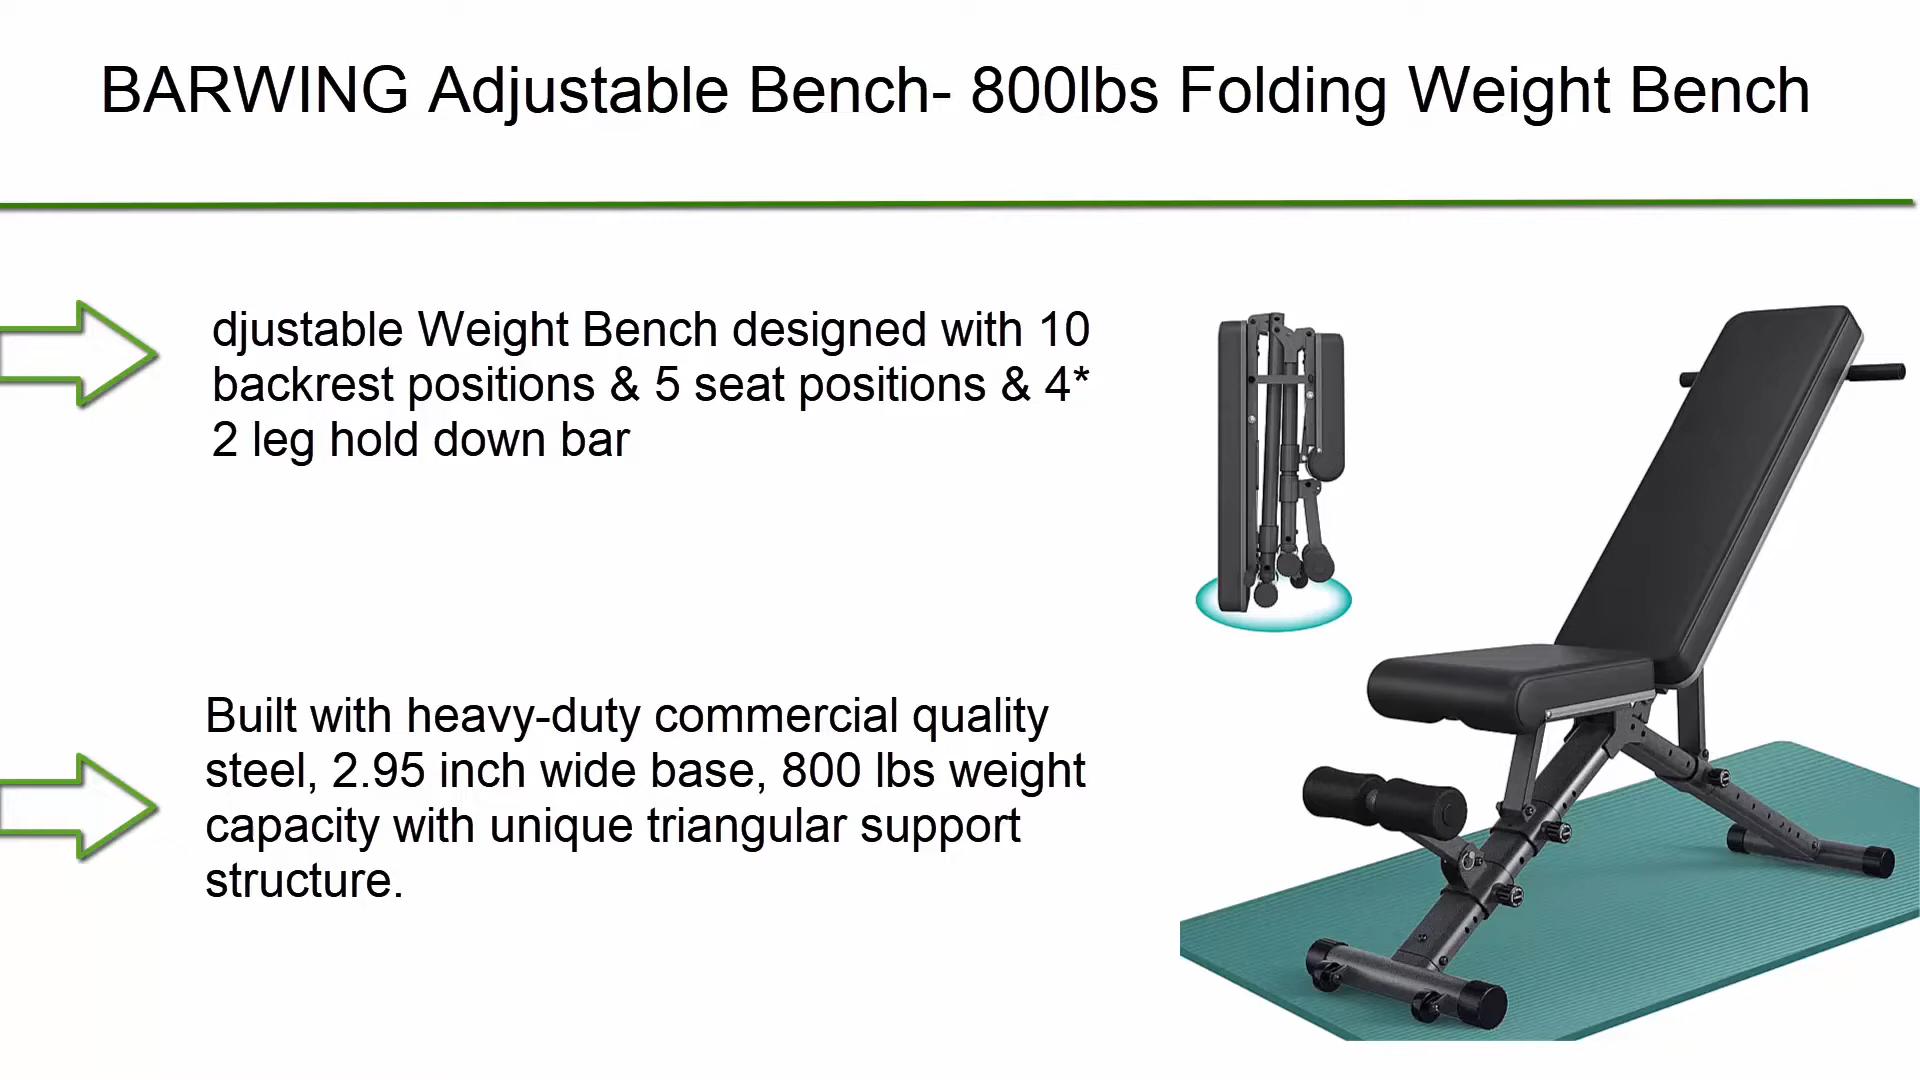 BARWING Adjustable Bench- 800lbs Folding Weight Bench
djustable Weight Bench designed with 10
backrest positions & 5 seat positions & 4*
2 leg hold down bar
Built with heavy-duty commercial quality
steel, 2.95 inch wide base, 800 lbs weight
capacity with unique triangular support
structure.